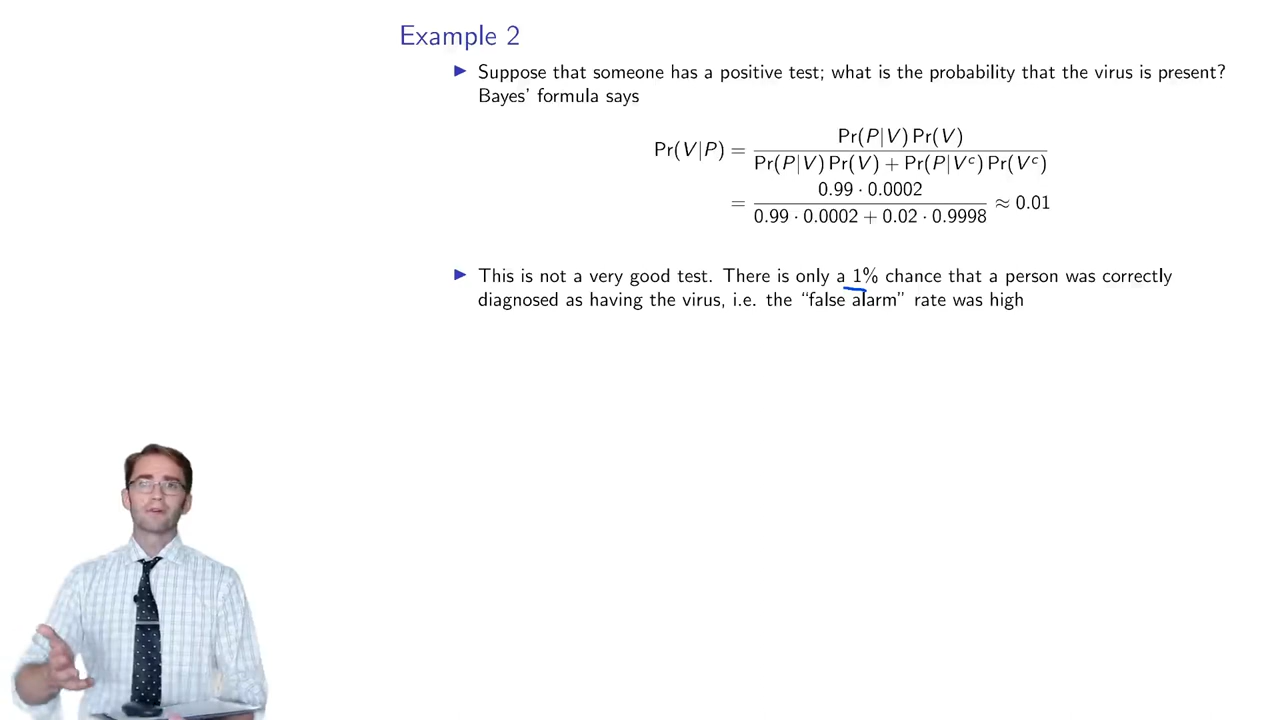 Example 2
Suppose that someone has a positive test; what is the probability that the virus is present?
Bayes' formula says
Pr(V|P) = Pr(P|V) Pr(V) / Pr(P|V) Pr(V) + Pr(P|Vᶜ) Pr(Vᶜ)
= 0.99 · 0.0002 / 0.99 · 0.0002 + 0.02 · 0.9998 ≈ 0.01
This is not a very good test. There is only a 1% chance that a person was correctly
diagnosed as having the virus, i.e. the “false alarm” rate was high